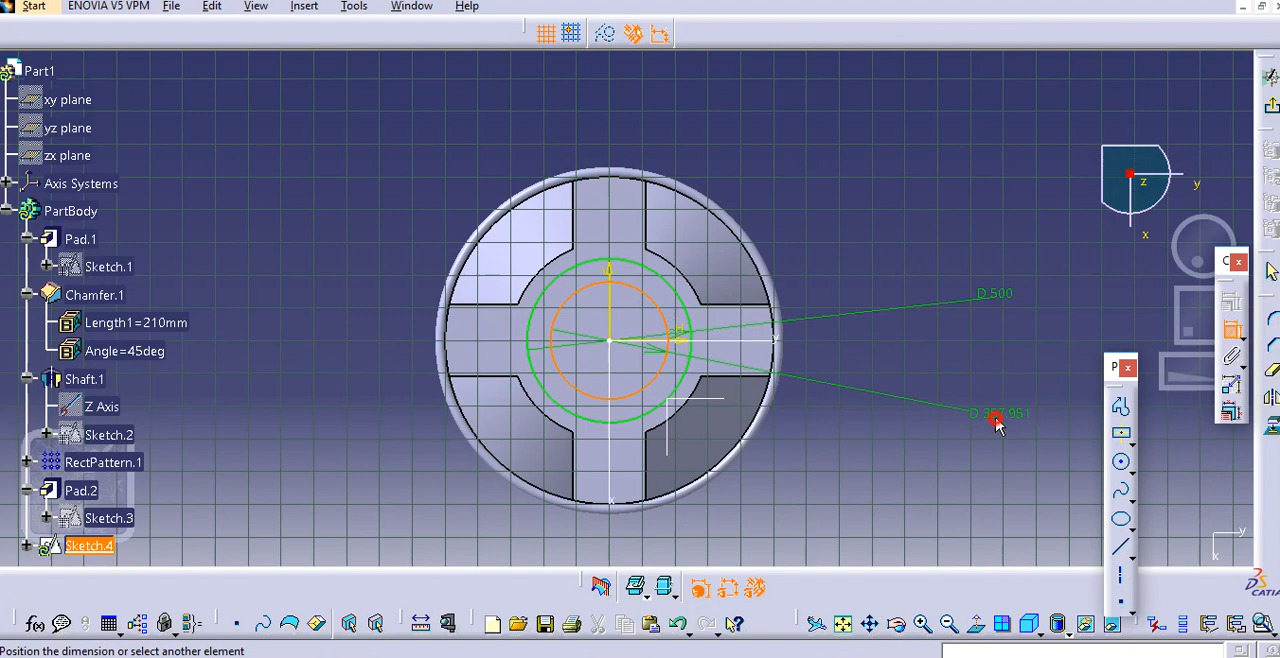 Start ENOVIA V5 VPM File Edit View Insert Tools Window Help
Part1
xy plane
yz plane
zx plane
Axis Systems
PartBody
Pad.1
Sketch.1
Chamfer.1
Length1=210mm
Angle=45deg
Shaft.1
Z Axis
Sketch.2
RectPattern.1
Pad.2
Sketch.3
Sketch.4
D 500
z
y
x
C
P
y
x
y
x
f(x)
CATIA
Position the dimension or select another element